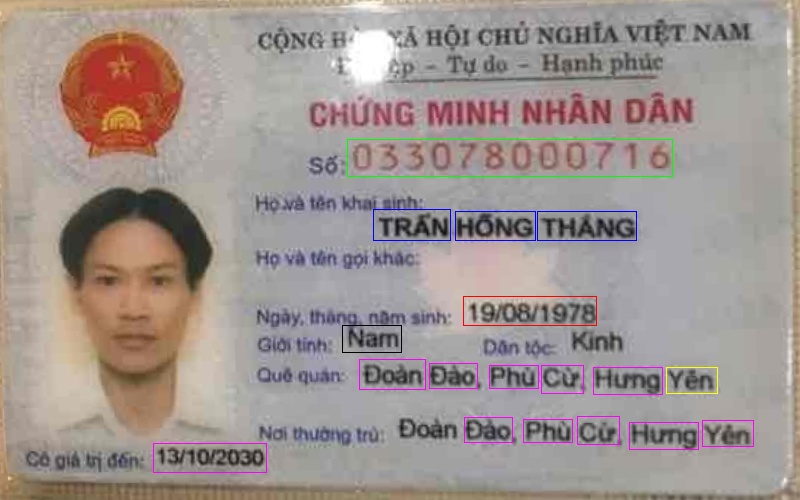 CỘNG HÒA XÃ HỘI CHỦ NGHĨA VIỆT NAM
Độc lập - Tự do - Hạnh phúc
CHỨNG MINH NHÂN DÂN
Số: 033078000716
Họ và tên khai sinh:
TRẦN HỒNG THẮNG
Họ và tên gọi khác:
Ngày, tháng, năm sinh: 19/08/1978
Giới tính: Nam Dân tộc: Kinh
Quê quán: Đoàn Đào, Phù Cừ, Hưng Yên
Nơi thường trú: Đoàn Đào, Phù Cừ, Hưng Yên
Có giá trị đến: 13/10/2030